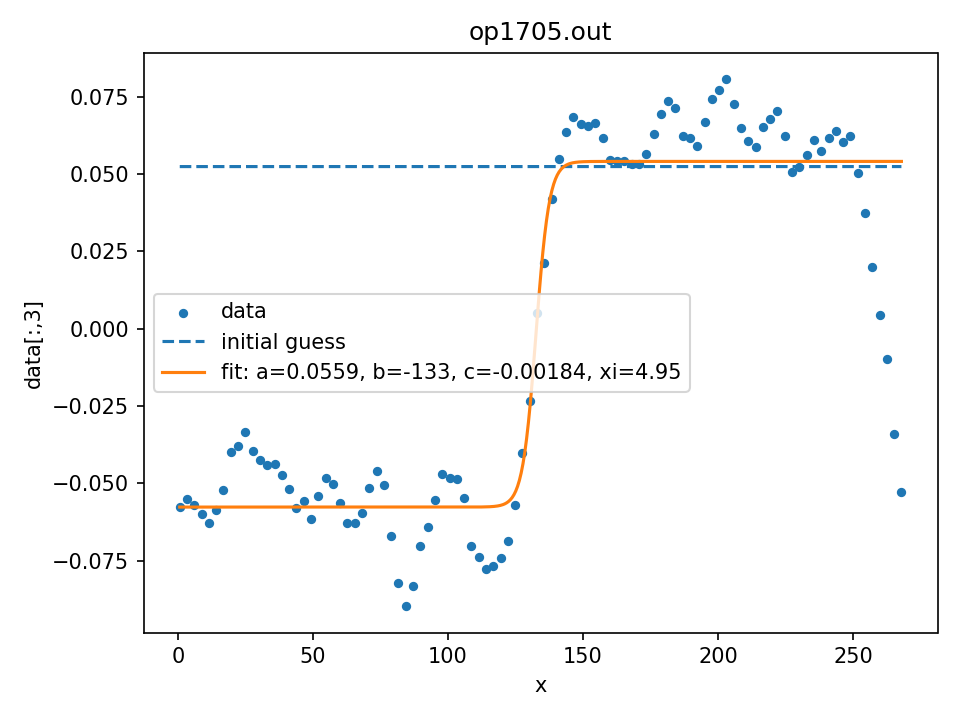 op1705.out
0.075
0.050
0.025
0.000
−0.025
−0.050
−0.075
data[:,3]
data
initial guess
fit: a=0.0559, b=-133, c=-0.00184, xi=4.95
0 50 100 150 200 250
x